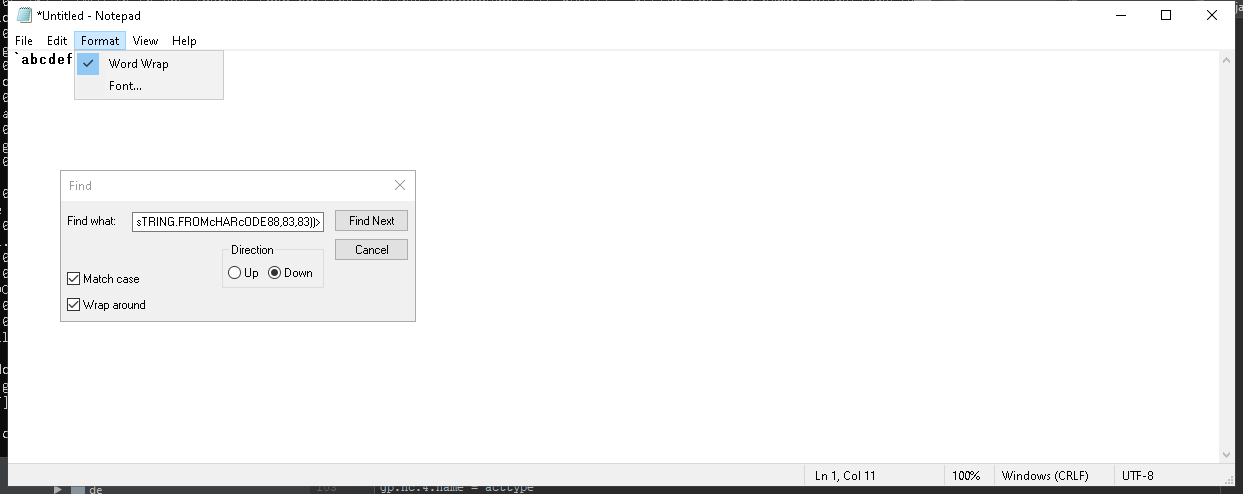 *Untitled - Notepad
File Edit Format View Help
`abcdef
Word Wrap
Font...
Find
Find what: sTRING.FROMcHARcODE88,83,83))> Find Next
Direction Cancel
Up Down
Match case
Wrap around
Ln 1, Col 11 100% Windows (CRLF) UTF-8
de
gp.nc.4.name = acctype